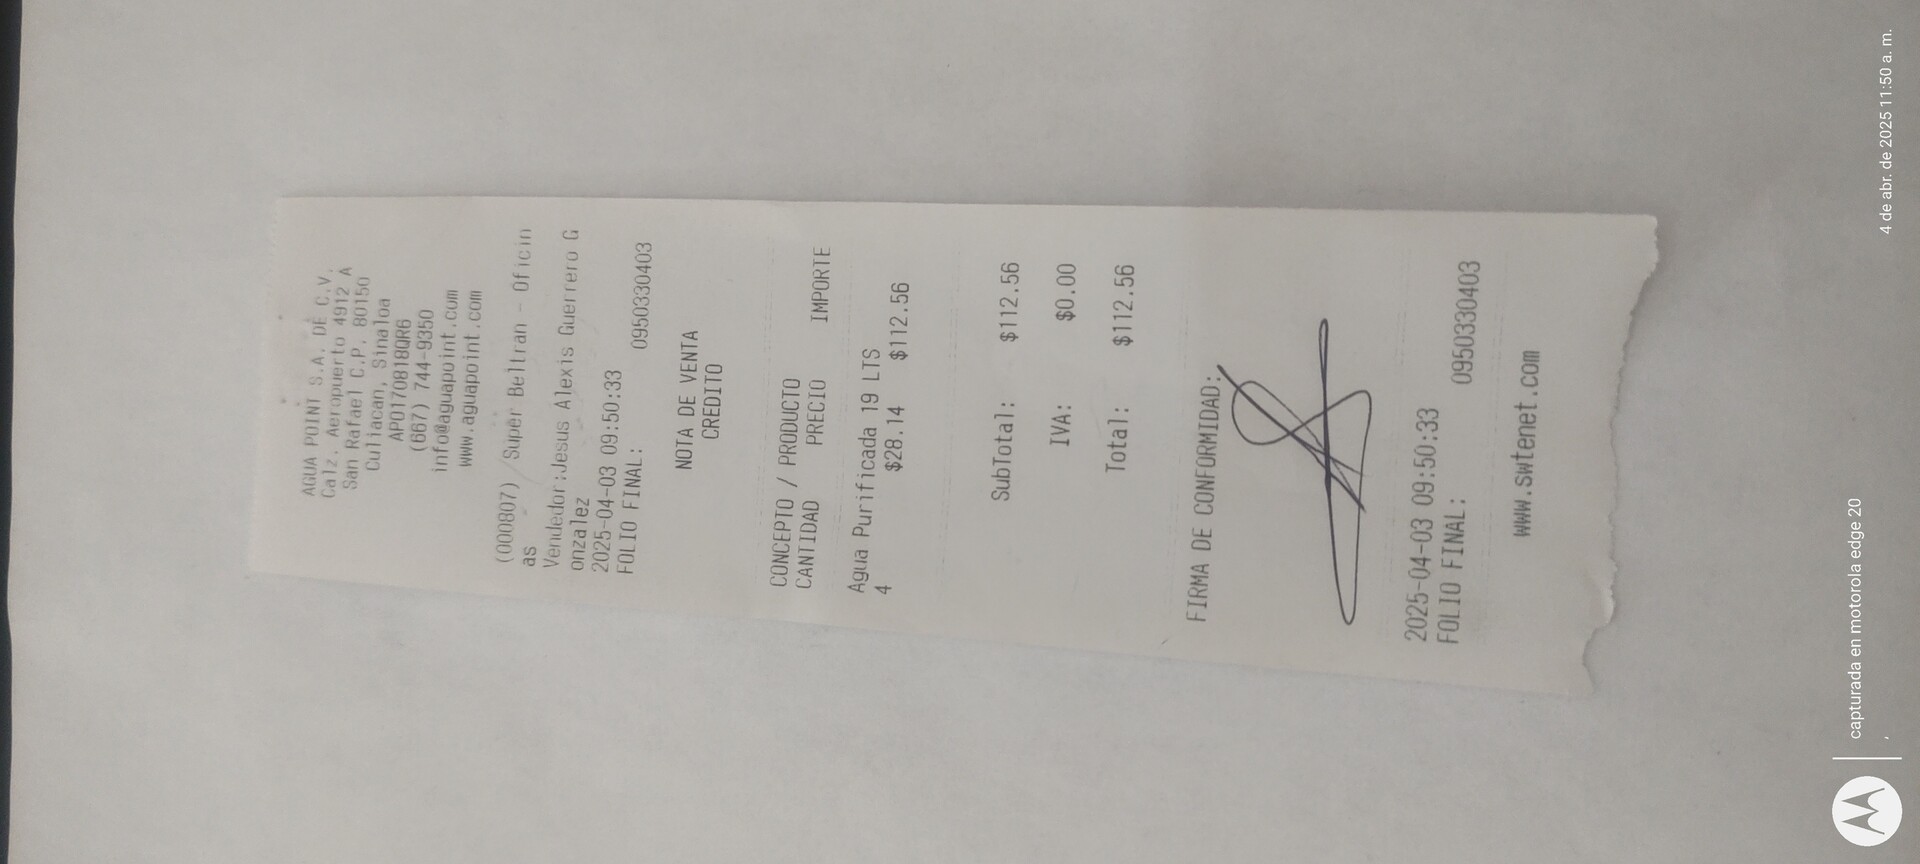 AGUA POINT S.A. DE C.V.
Calz. Aeropuerto 4912 A
San Rafael C.P. 80150
Culiacan, Sinaloa
APO170818QR6
(667) 744-9350
info@aguapoint.com
www.aguapoint.com
(000807) /Super Beltran - Oficin
as
Vendedor:Jesus Alexis Guerrero G
onzalez
2025-04-03 09:50:33
FOLIO FINAL: 0950330403
NOTA DE VENTA
CREDITO
CONCEPTO / PRODUCTO
CANTIDAD PRECIO IMPORTE
Agua Purificada 19 LTS
4 $28.14 $112.56
SubTotal: $112.56
IVA: $0.00
Total: $112.56
FIRMA DE CONFORMIDAD:
2025-04-03 09:50:33
FOLIO FINAL: 0950330403
www.swtenet.com
capturada en motorola edge 20
4 de abr. de 2025 11:50 a. m.